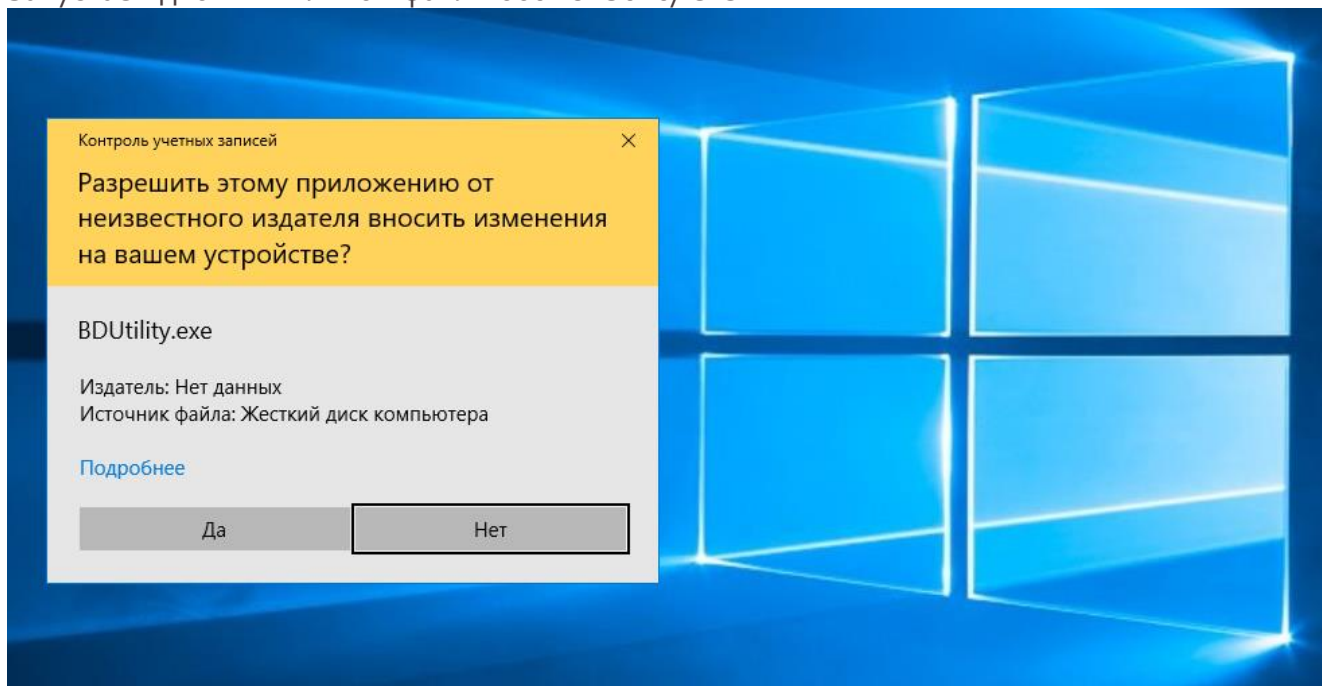 Контроль учетных записей
Разрешить этому приложению от
неизвестного издателя вносить изменения
на вашем устройстве?
BDUtility.exe
Издатель: Нет данных
Источник файла: Жесткий диск компьютера
Подробнее
Да
Нет